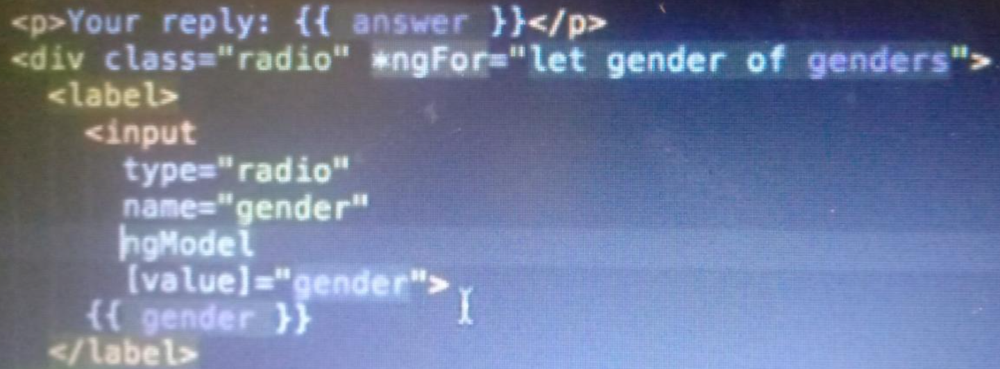 <p>Your reply: {{ answer }}</p>
<div class="radio" *ngFor="let gender of genders">
<label>
<input
type="radio"
name="gender"
ngModel
[value]="gender">
{{ gender }}
</label>